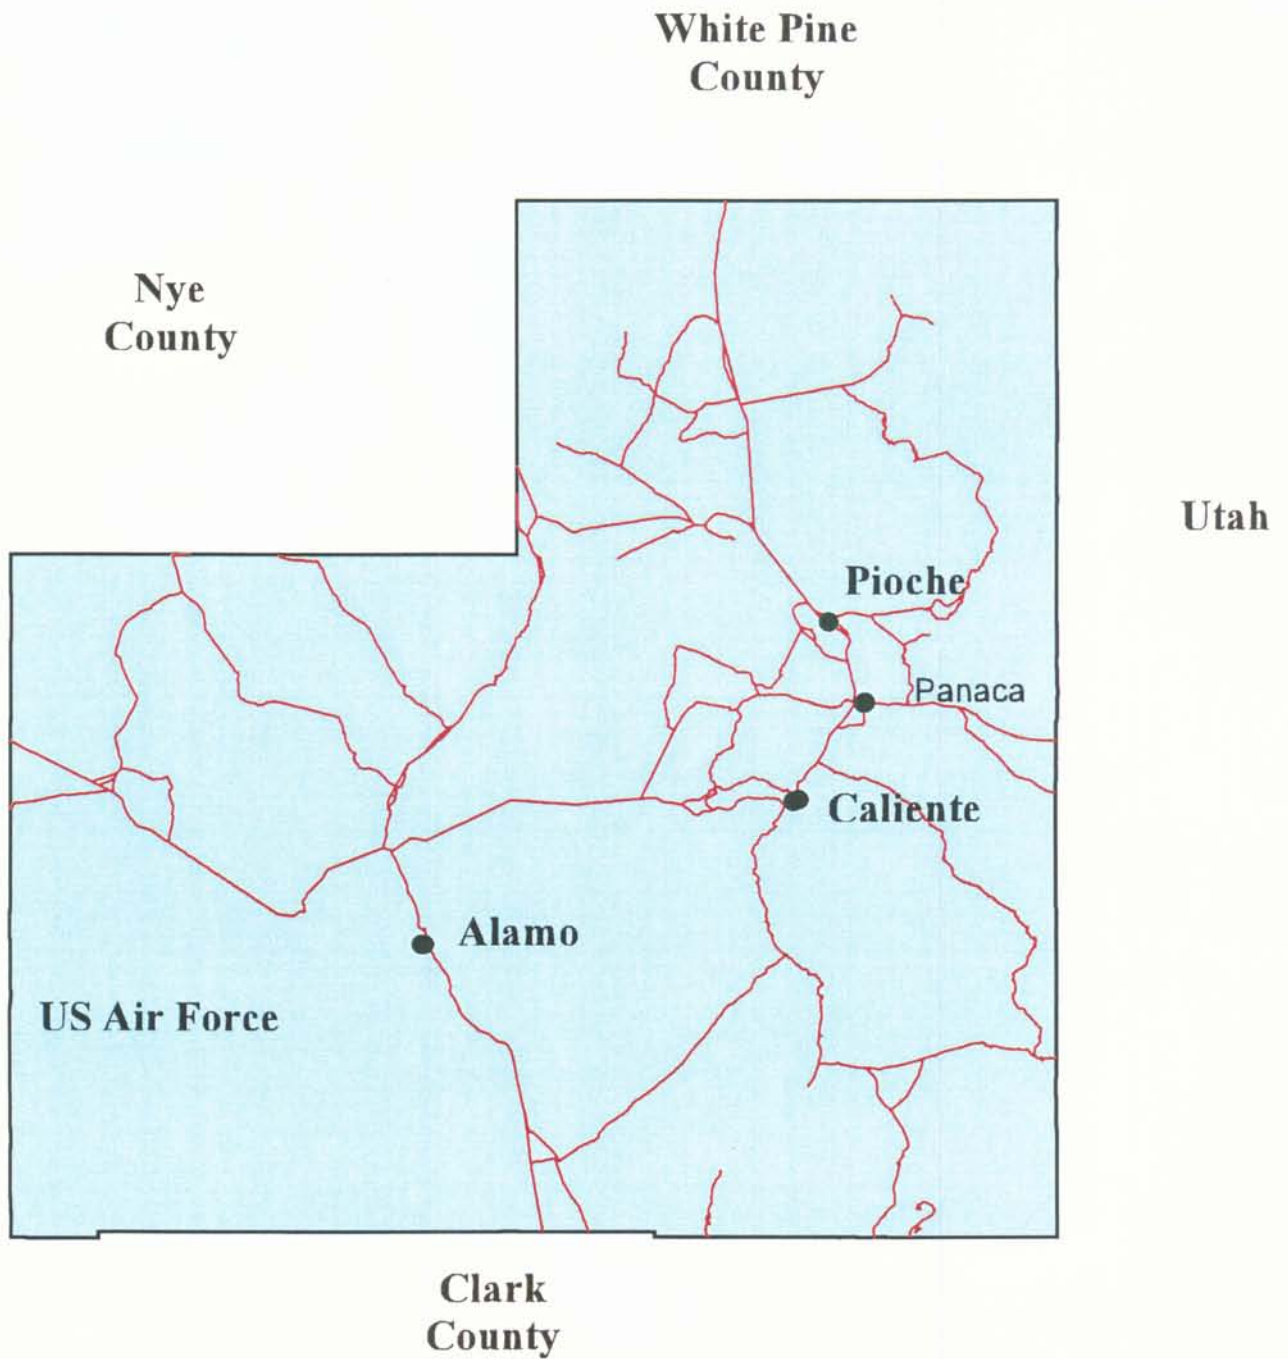 White Pine
County
Nye
County
Utah
Pioche
Panaca
Caliente
Alamo
US Air Force
Clark
County